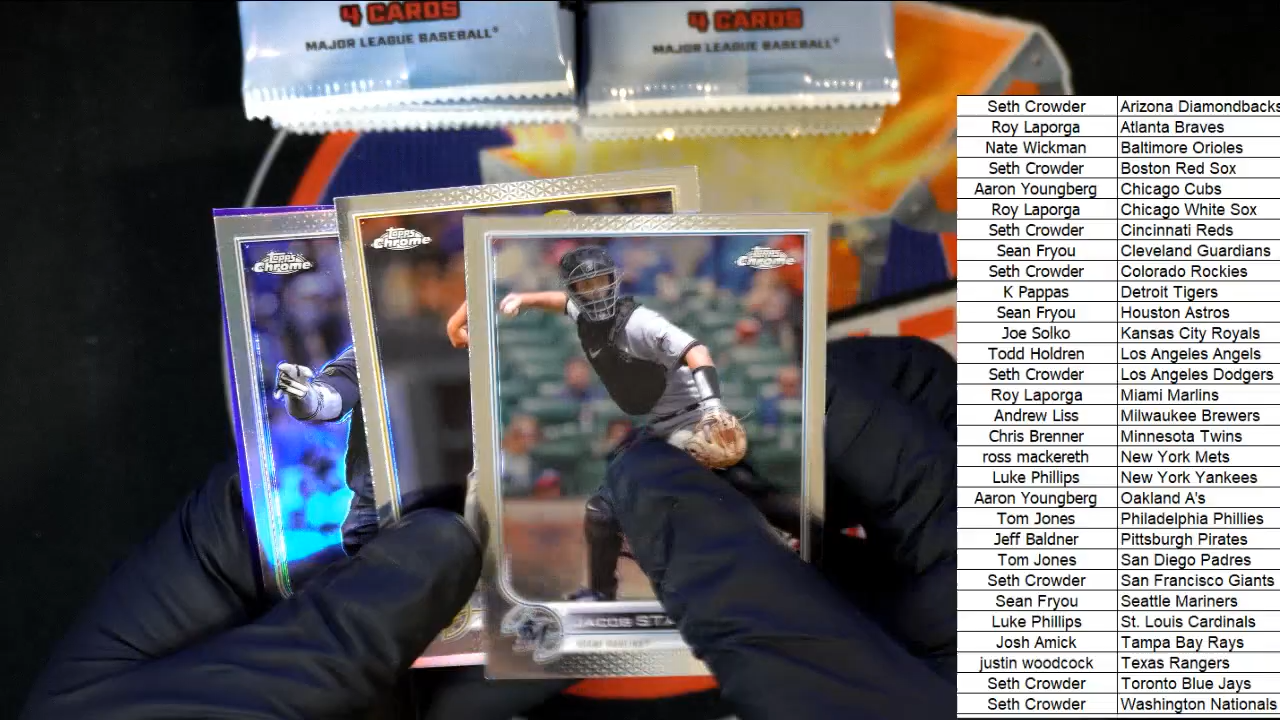 4 CARDS
MAJOR LEAGUE BASEBALL®
4 CARDS
MAJOR LEAGUE BASEBALL®
Topps
Chrome
Topps
Chrome
Topps
Chrome
JACOB STA
MIAMI MARLINS
Seth Crowder Arizona Diamondbacks
Roy Laporga Atlanta Braves
Nate Wickman Baltimore Orioles
Seth Crowder Boston Red Sox
Aaron Youngberg Chicago Cubs
Roy Laporga Chicago White Sox
Seth Crowder Cincinnati Reds
Sean Fryou Cleveland Guardians
Seth Crowder Colorado Rockies
K Pappas Detroit Tigers
Sean Fryou Houston Astros
Joe Solko Kansas City Royals
Todd Holdren Los Angeles Angels
Seth Crowder Los Angeles Dodgers
Roy Laporga Miami Marlins
Andrew Liss Milwaukee Brewers
Chris Brenner Minnesota Twins
ross mackereth New York Mets
Luke Phillips New York Yankees
Aaron Youngberg Oakland A's
Tom Jones Philadelphia Phillies
Jeff Baldner Pittsburgh Pirates
Tom Jones San Diego Padres
Seth Crowder San Francisco Giants
Sean Fryou Seattle Mariners
Luke Phillips St. Louis Cardinals
Josh Amick Tampa Bay Rays
justin woodcock Texas Rangers
Seth Crowder Toronto Blue Jays
Seth Crowder Washington Nationals